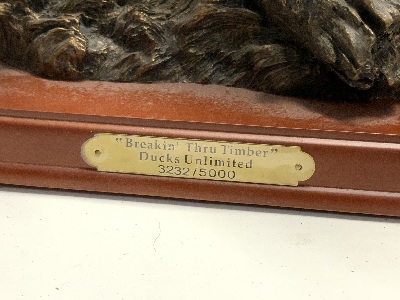 "Breakin' Thru Timber"
Ducks Unlimited
3232/5000